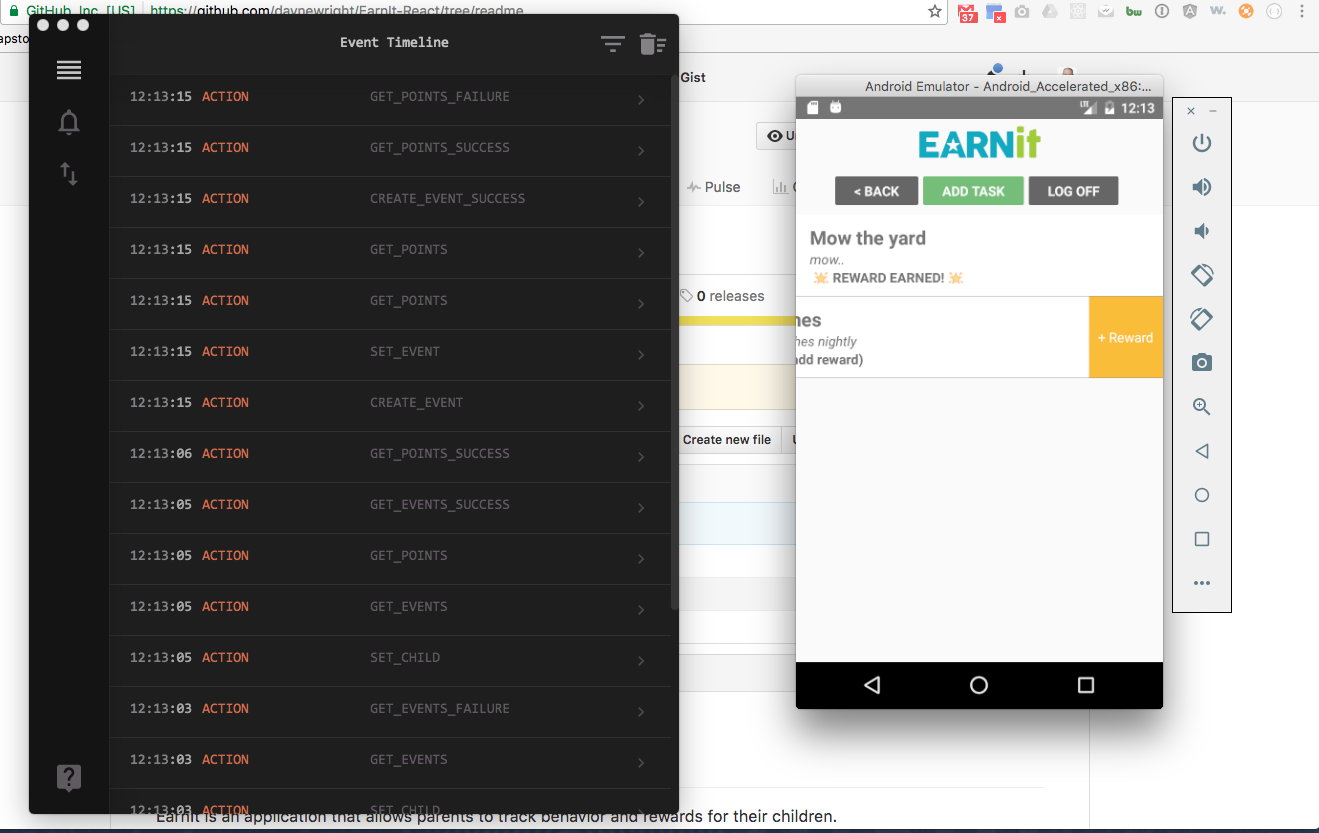 GitHub, Inc. [US] https://github.com/davnewright/EarnIt-React/tree/readme
37
bw
W.
Event Timeline
12:13:15 ACTION GET_POINTS_FAILURE
12:13:15 ACTION GET_POINTS_SUCCESS
12:13:15 ACTION CREATE_EVENT_SUCCESS
12:13:15 ACTION GET_POINTS
12:13:15 ACTION GET_POINTS
12:13:15 ACTION SET_EVENT
12:13:15 ACTION CREATE_EVENT
12:13:06 ACTION GET_POINTS_SUCCESS
12:13:05 ACTION GET_EVENTS_SUCCESS
12:13:05 ACTION GET_POINTS
12:13:05 ACTION GET_EVENTS
12:13:05 ACTION SET_CHILD
12:13:03 ACTION GET_EVENTS_FAILURE
12:13:03 ACTION GET_EVENTS
12:13:03 ACTION SET_CHILD
Gist
Pulse
0 releases
Create new file
Android Emulator - Android_Accelerated_x86:...
LTE 12:13
EARNit
< BACK ADD TASK LOG OFF
Mow the yard
mow..
REWARD EARNED!
hes nightly
add reward)
+ Reward
EarnIt is an application that allows parents to track behavior and rewards for their children.